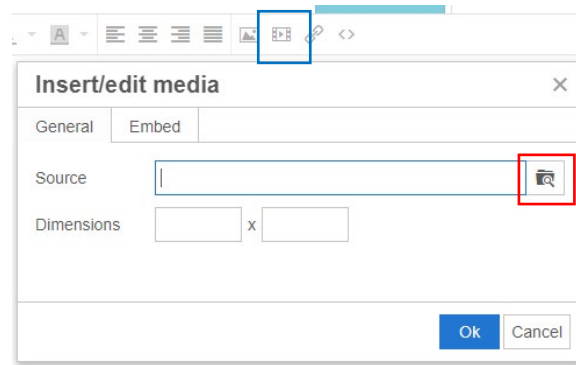 A
Insert/edit media
General Embed
Source
Dimensions x
Ok Cancel